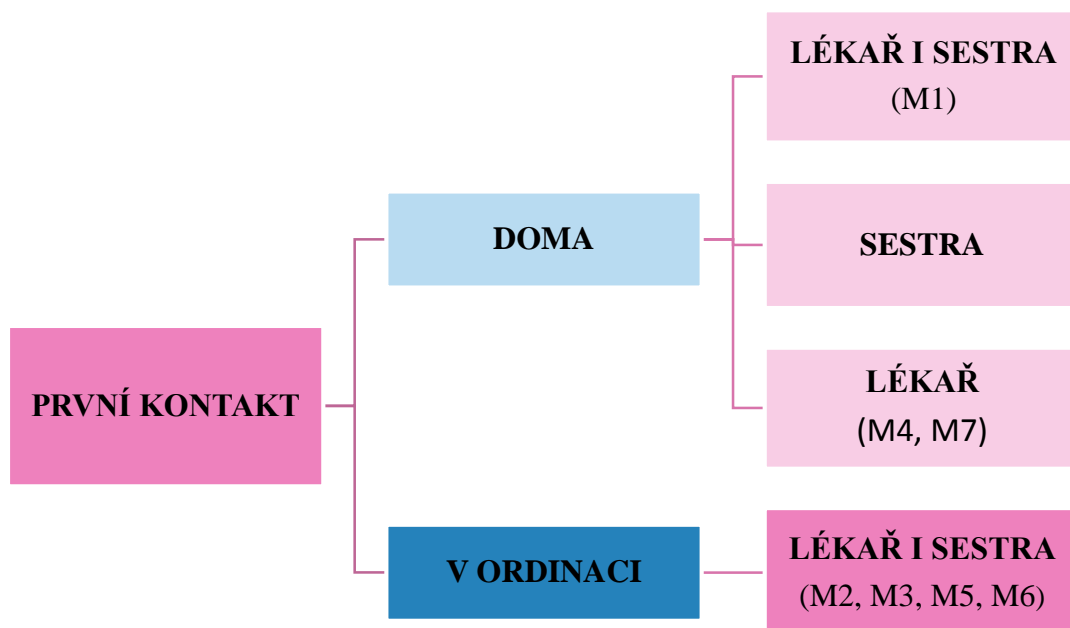 PRVNÍ KONTAKT
DOMA
LÉKAŘ I SESTRA
(M1)
SESTRA
LÉKAŘ
(M4, M7)
V ORDINACI
LÉKAŘ I SESTRA
(M2, M3, M5, M6)